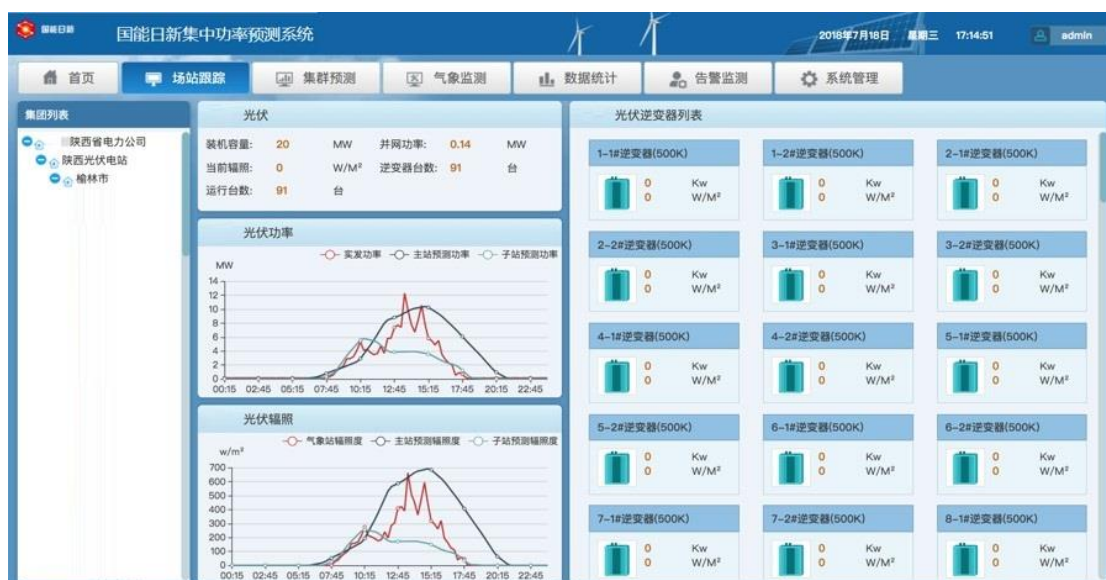 国能日新
国能日新集中功率预测系统
2018年7月18日 星期三 17:14:51
admin
首页
场站跟踪
集群预测
气象监测
数据统计
告警监测
系统管理
集团列表
陕西省电力公司
陕西光伏电站
榆林市
光伏
装机容量: 20 MW 并网功率: 0.14 MW
当前辐照: 0 W/M² 逆变器台数: 91 台
运行台数: 91 台
光伏功率
实发功率 主站预测功率 子站预测功率
MW
14
12
10
8
6
4
2
0
00:15 02:45 05:15 07:45 10:15 12:45 15:15 17:45 20:15 22:45
光伏辐照
气象站辐照度 主站预测辐照度 子站预测辐照度
w/m²
700
600
500
400
300
200
100
0
00:15 02:45 05:15 07:45 10:15 12:45 15:15 17:45 20:15 22:45
光伏逆变器列表
1-1#逆变器(500K) 1-2#逆变器(500K) 2-1#逆变器(500K)
0 Kw 0 Kw 0 Kw
0 W/M² 0 W/M² 0 W/M²
2-2#逆变器(500K) 3-1#逆变器(500K) 3-2#逆变器(500K)
0 Kw 0 Kw 0 Kw
0 W/M² 0 W/M² 0 W/M²
4-1#逆变器(500K) 4-2#逆变器(500K) 5-1#逆变器(500K)
0 Kw 0 Kw 0 Kw
0 W/M² 0 W/M² 0 W/M²
5-2#逆变器(500K) 6-1#逆变器(500K) 6-2#逆变器(500K)
0 Kw 0 Kw 0 Kw
0 W/M² 0 W/M² 0 W/M²
7-1#逆变器(500K) 7-2#逆变器(500K) 8-1#逆变器(500K)
0 Kw 0 Kw 0 Kw
0 W/M² 0 W/M² 0 W/M²